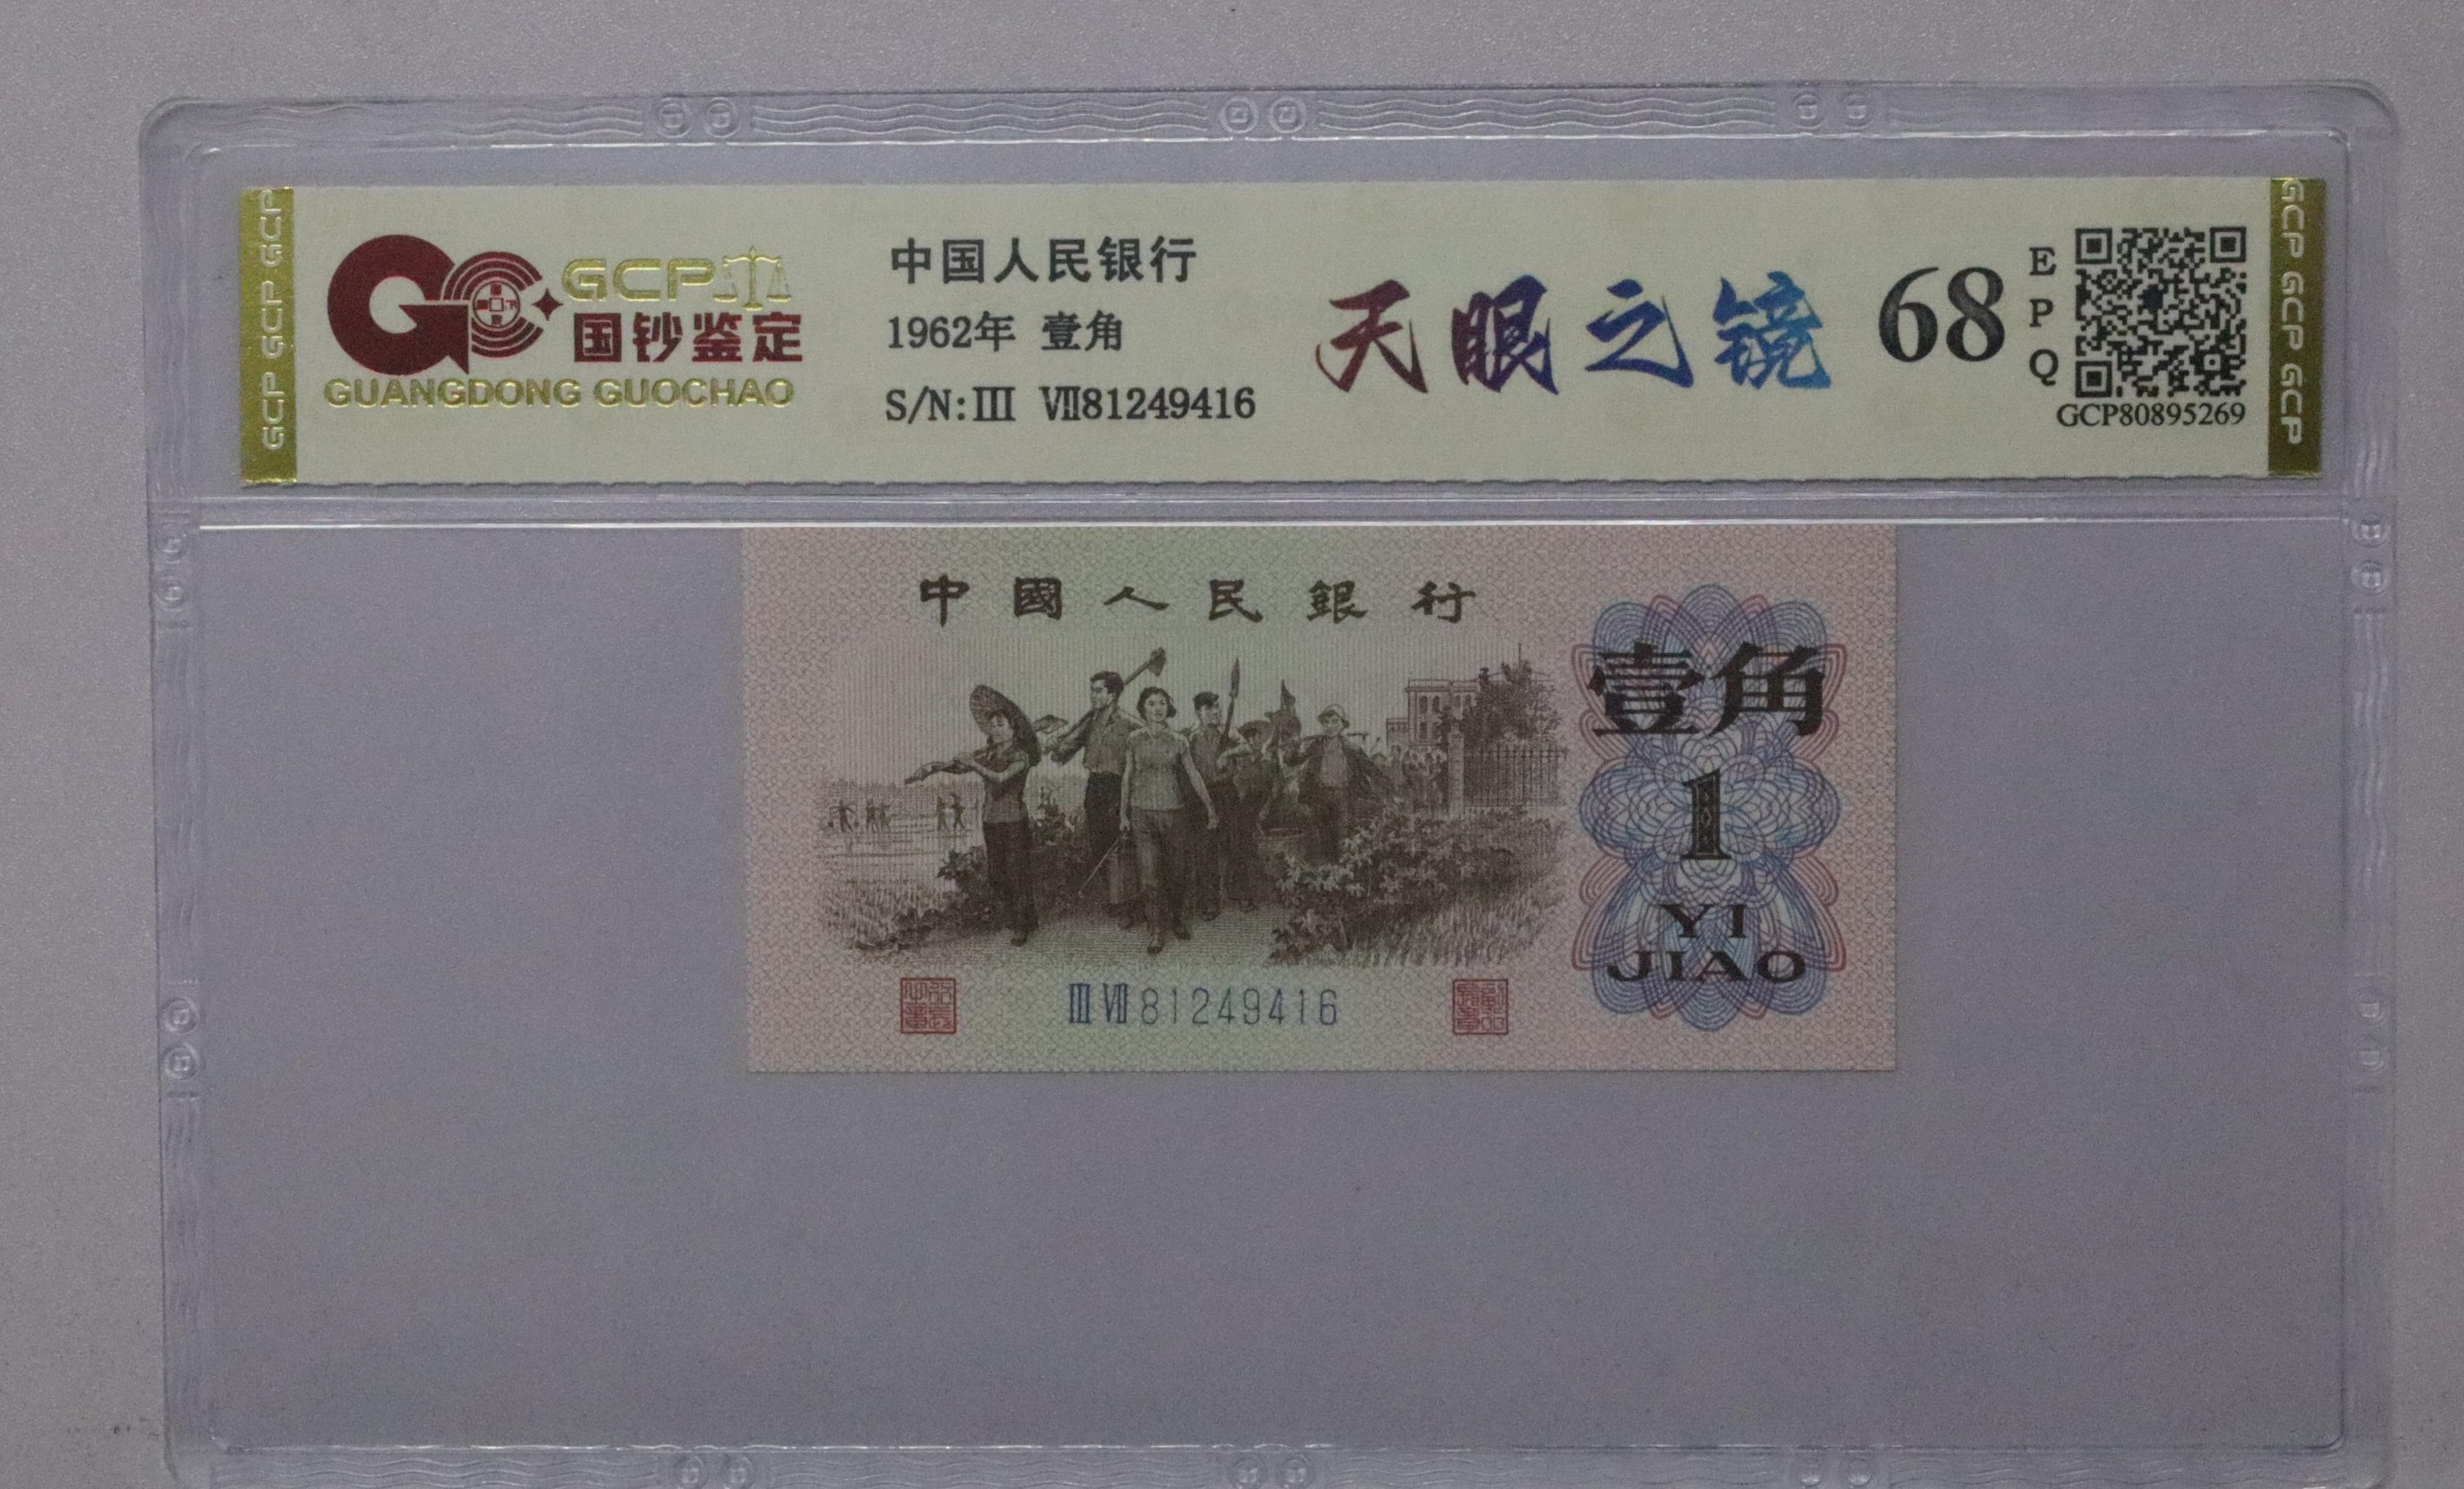 GCP GCP GCP
GCP
国钞鉴定
GUANGDONG GUOCHAO
中国人民银行
1962年 壹角
S/N:Ⅲ Ⅶ81249416
天眼之镜
68
EPQ
GCP80895269
GCP GCP GCP
中國人民銀行
壹角
1
YI
JIAO
ⅢⅦ81249416